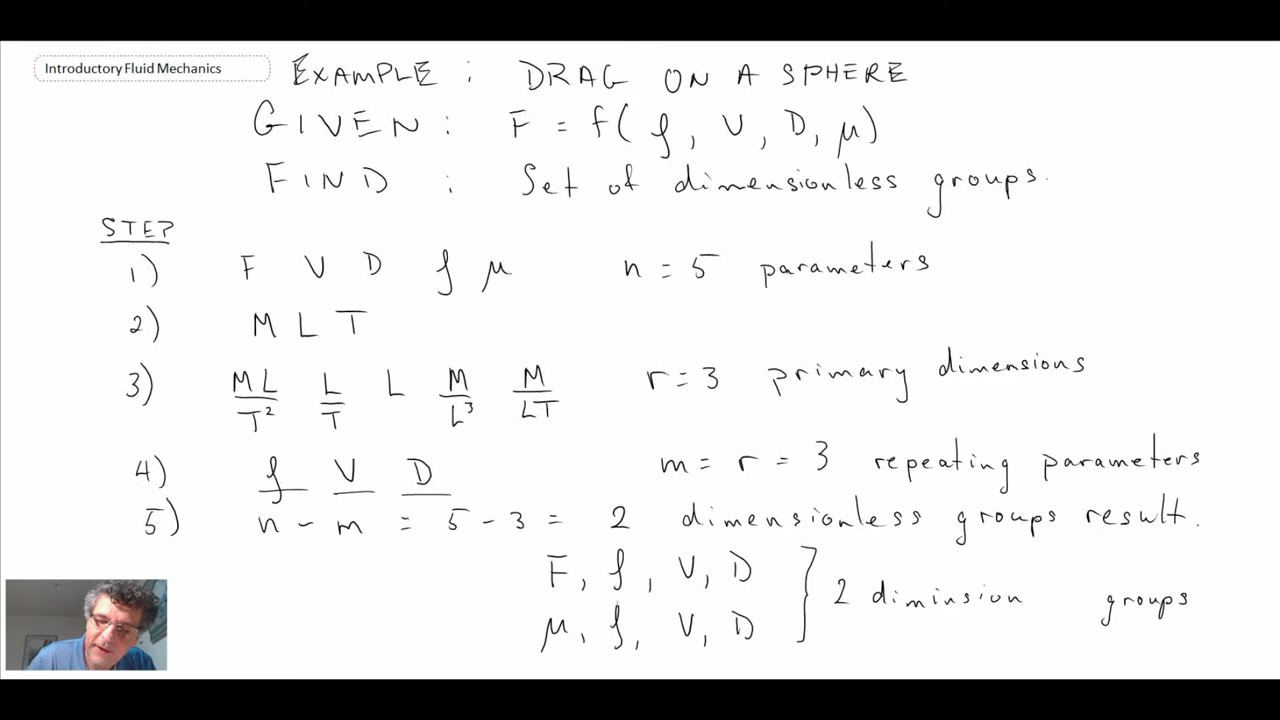 Introductory Fluid Mechanics
EXAMPLE : DRAG ON A SPHERE
GIVEN : F = f( ρ, V, D, μ)
FIND : Set of dimensionless groups.
STEP
1) F V D ρ μ n = 5 parameters
2) M L T
3) ML/T² L/T L M/L³ M/LT r = 3 primary dimensions
4) ρ V D m = r = 3 repeating parameters
5) n - m = 5 - 3 = 2 dimensionless groups result.
F, ρ, V, D
μ, ρ, V, D } 2 diminsion groups